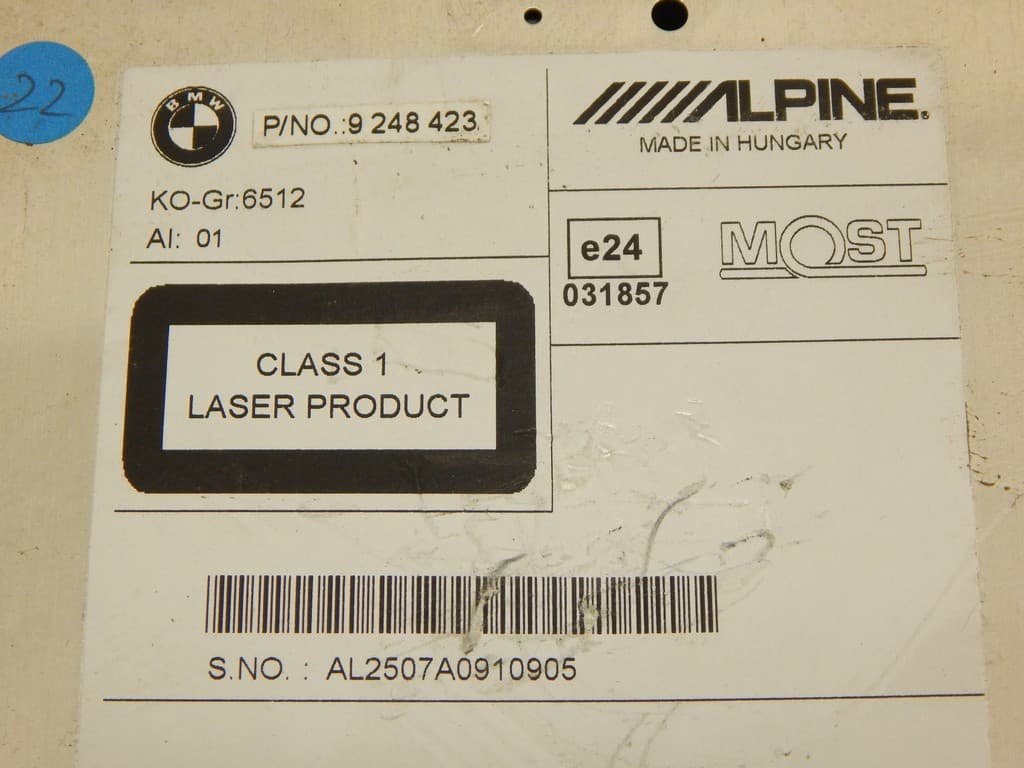 22
BMW
P/NO.:9 248 423
KO-Gr:6512
AI: 01
ALPINE®
MADE IN HUNGARY
e24
031857
MOST
CLASS 1
LASER PRODUCT
S.NO. : AL2507A0910905